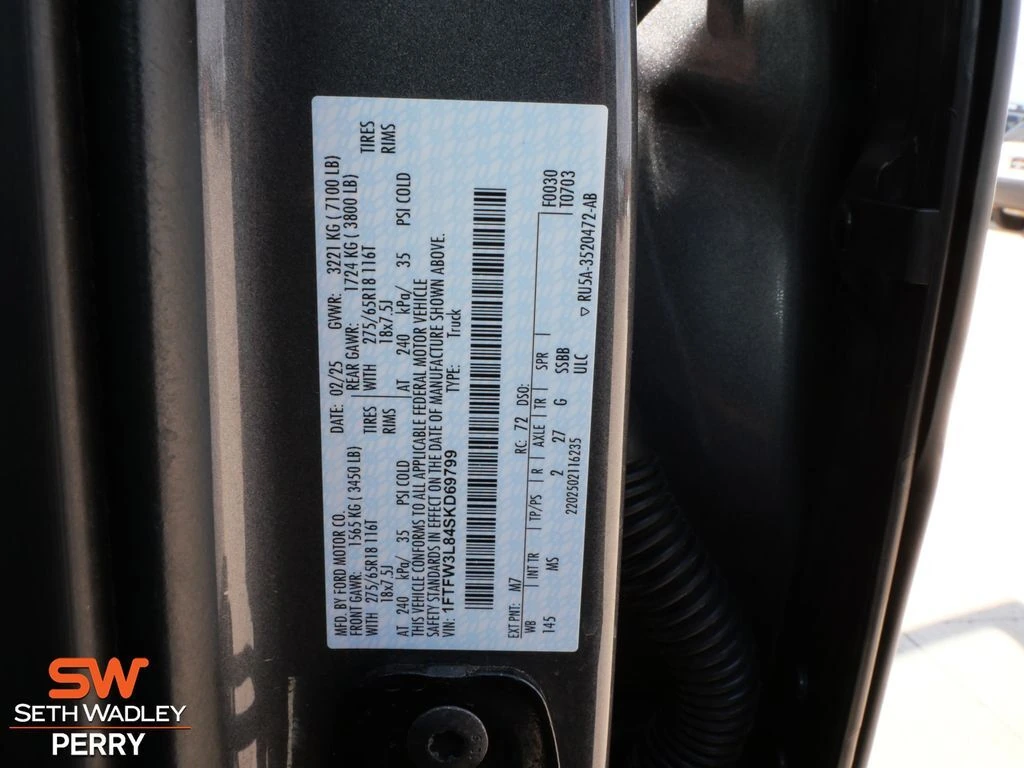 MFD. BY FORD MOTOR CO.
DATE: 02/25 GVWR: 3221 KG ( 7100 LB)
FRONT GAWR: 1565 KG ( 3450 LB) REAR GAWR: 1724 KG ( 3800 LB)
WITH 275/65R18 116T TIRES WITH 275/65R18 116T TIRES
18x7.5J RIMS 18x7.5J RIMS
AT 240 kPa/ 35 PSI COLD AT 240 kPa/ 35 PSI COLD
THIS VEHICLE CONFORMS TO ALL APPLICABLE FEDERAL MOTOR VEHICLE
SAFETY STANDARDS IN EFFECT ON THE DATE OF MANUFACTURE SHOWN ABOVE.
VIN: 1FTFW3L84SKD69799 TYPE: Truck
EXT PNT: M7 RC: 72 DSO: F0030
WB INT TR TP/PS R AXLE TR SPR T0703
145 MS 2 27 G SSBB
2202502116235 ULC
▽ RU5A-3520472-AB
SW
SETH WADLEY
PERRY